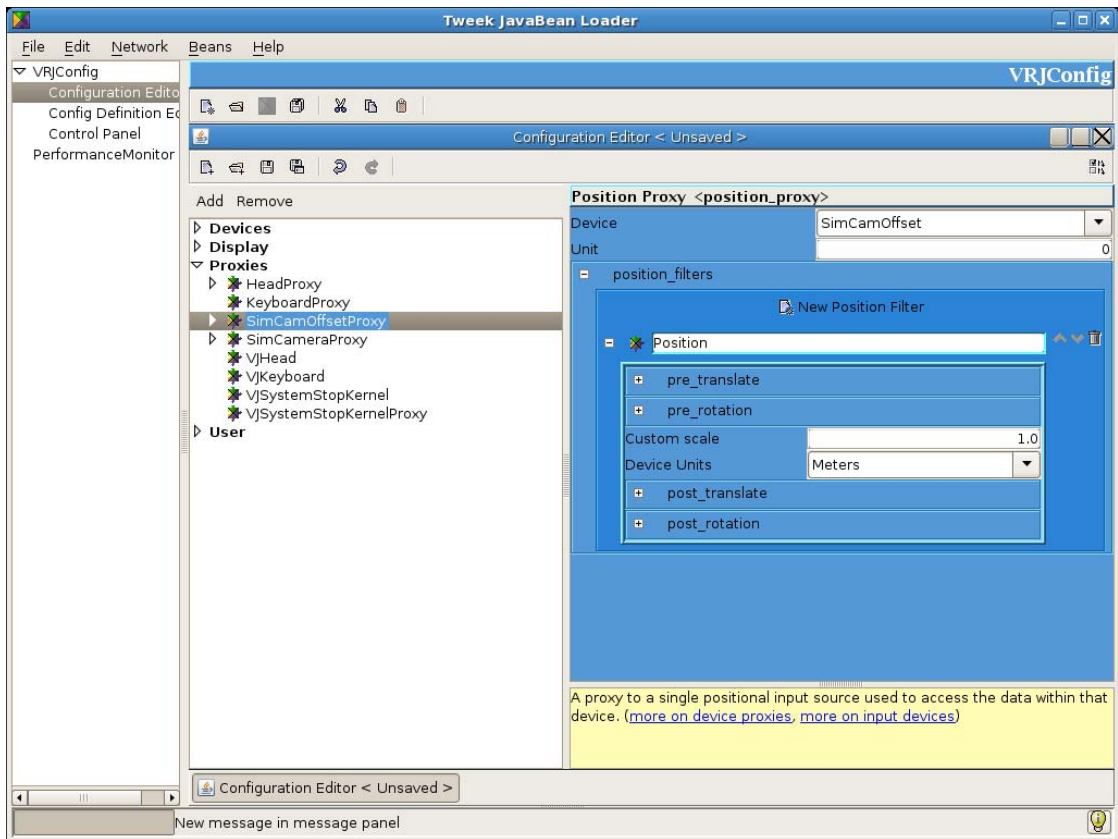 Tweek JavaBean Loader
File Edit Network Beans Help
VRJConfig
Configuration Edito
Config Definition Ec
Control Panel
PerformanceMonitor
VRJConfig
Configuration Editor < Unsaved >
Add Remove
Devices
Display
Proxies
HeadProxy
KeyboardProxy
SimCamOffsetProxy
SimCameraProxy
VJHead
VJKeyboard
VJSystemStopKernel
VJSystemStopKernelProxy
User
Position Proxy <position_proxy>
Device SimCamOffset
Unit 0
position_filters
New Position Filter
Position
pre_translate
pre_rotation
Custom scale 1.0
Device Units Meters
post_translate
post_rotation
A proxy to a single positional input source used to access the data within that
device. (more on device proxies, more on input devices)
Configuration Editor < Unsaved >
New message in message panel